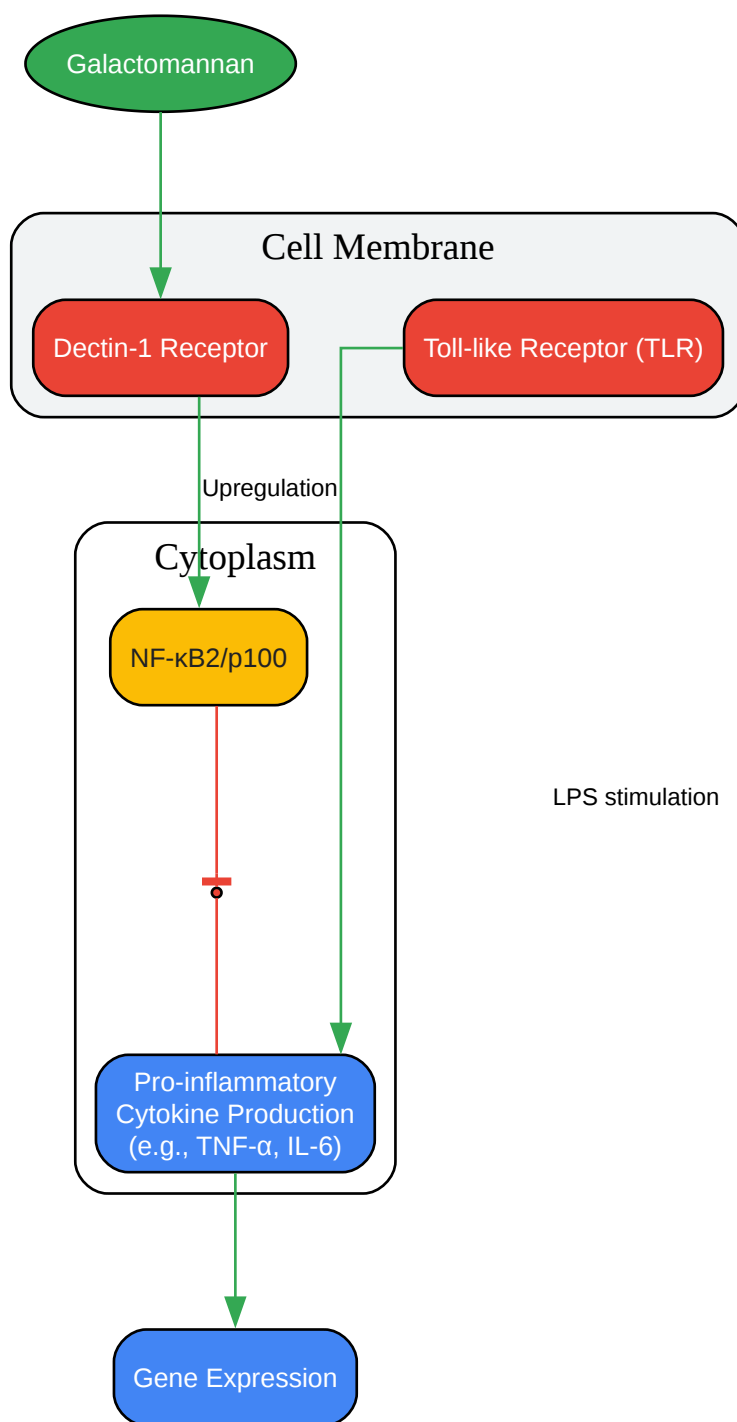 Galactomannan
Cell Membrane
Dectin-1 Receptor
Toll-like Receptor (TLR)
Upregulation
Cytoplasm
NF-κB2/p100
LPS stimulation
Pro-inflammatory
Cytokine Production
(e.g., TNF-α, IL-6)
Gene Expression